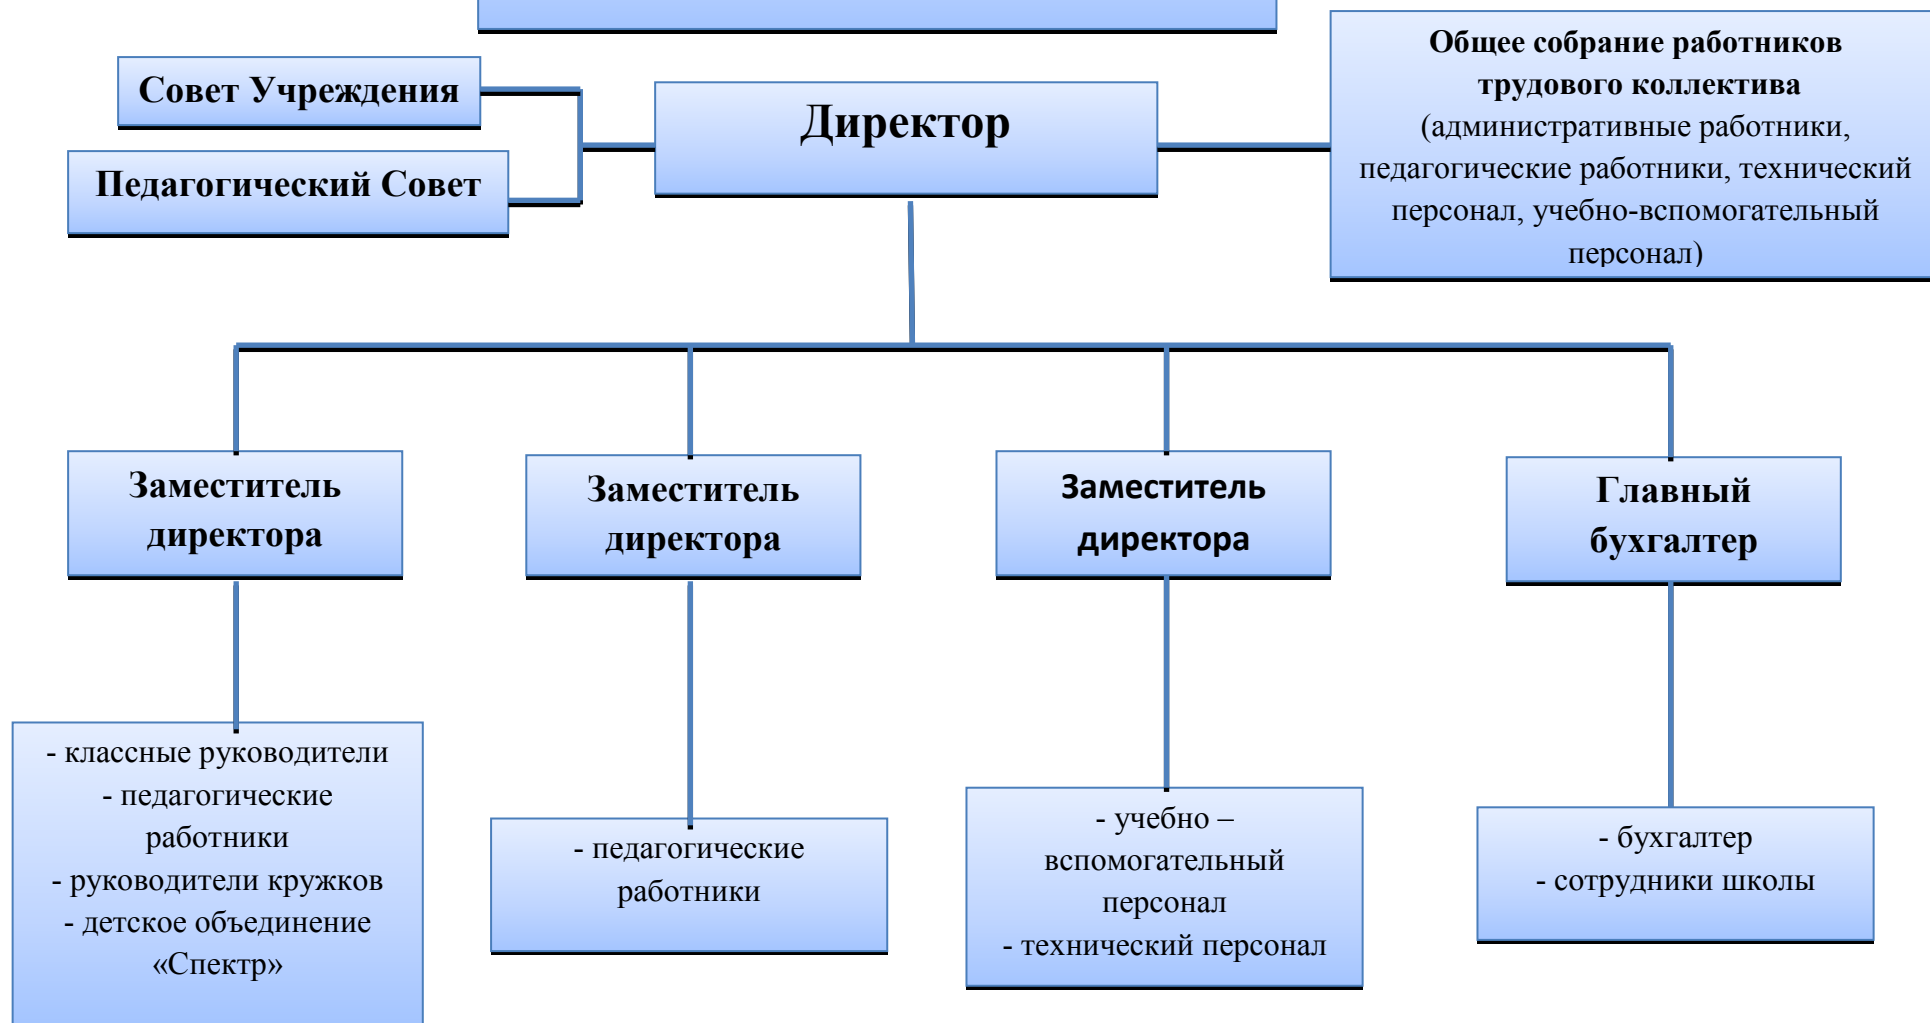 Общее собрание работников
трудового коллектива
(административные работники,
педагогические работники, технический
персонал, учебно-вспомогательный
персонал)
Совет Учреждения
Директор
Педагогический Совет
Заместитель
директора
Заместитель
директора
Заместитель
директора
Главный
бухгалтер
- классные руководители
- педагогические
работники
- руководители кружков
- детское объединение
«Спектр»
- педагогические
работники
- учебно –
вспомогательный
персонал
- технический персонал
- бухгалтер
- сотрудники школы